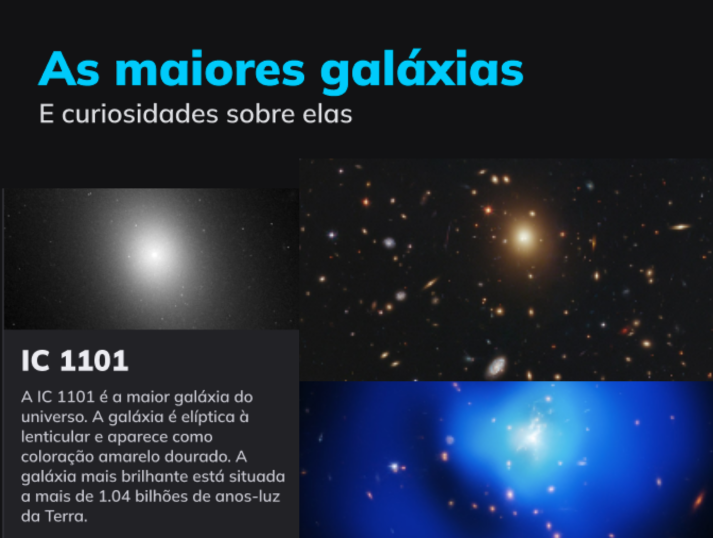 As maiores galáxias
E curiosidades sobre elas
IC 1101
A IC 1101 é a maior galáxia do
universo. A galáxia é elíptica à
lenticular e aparece como
coloração amarelo dourado. A
galáxia mais brilhante está situada
a mais de 1.04 bilhões de anos-luz
da Terra.